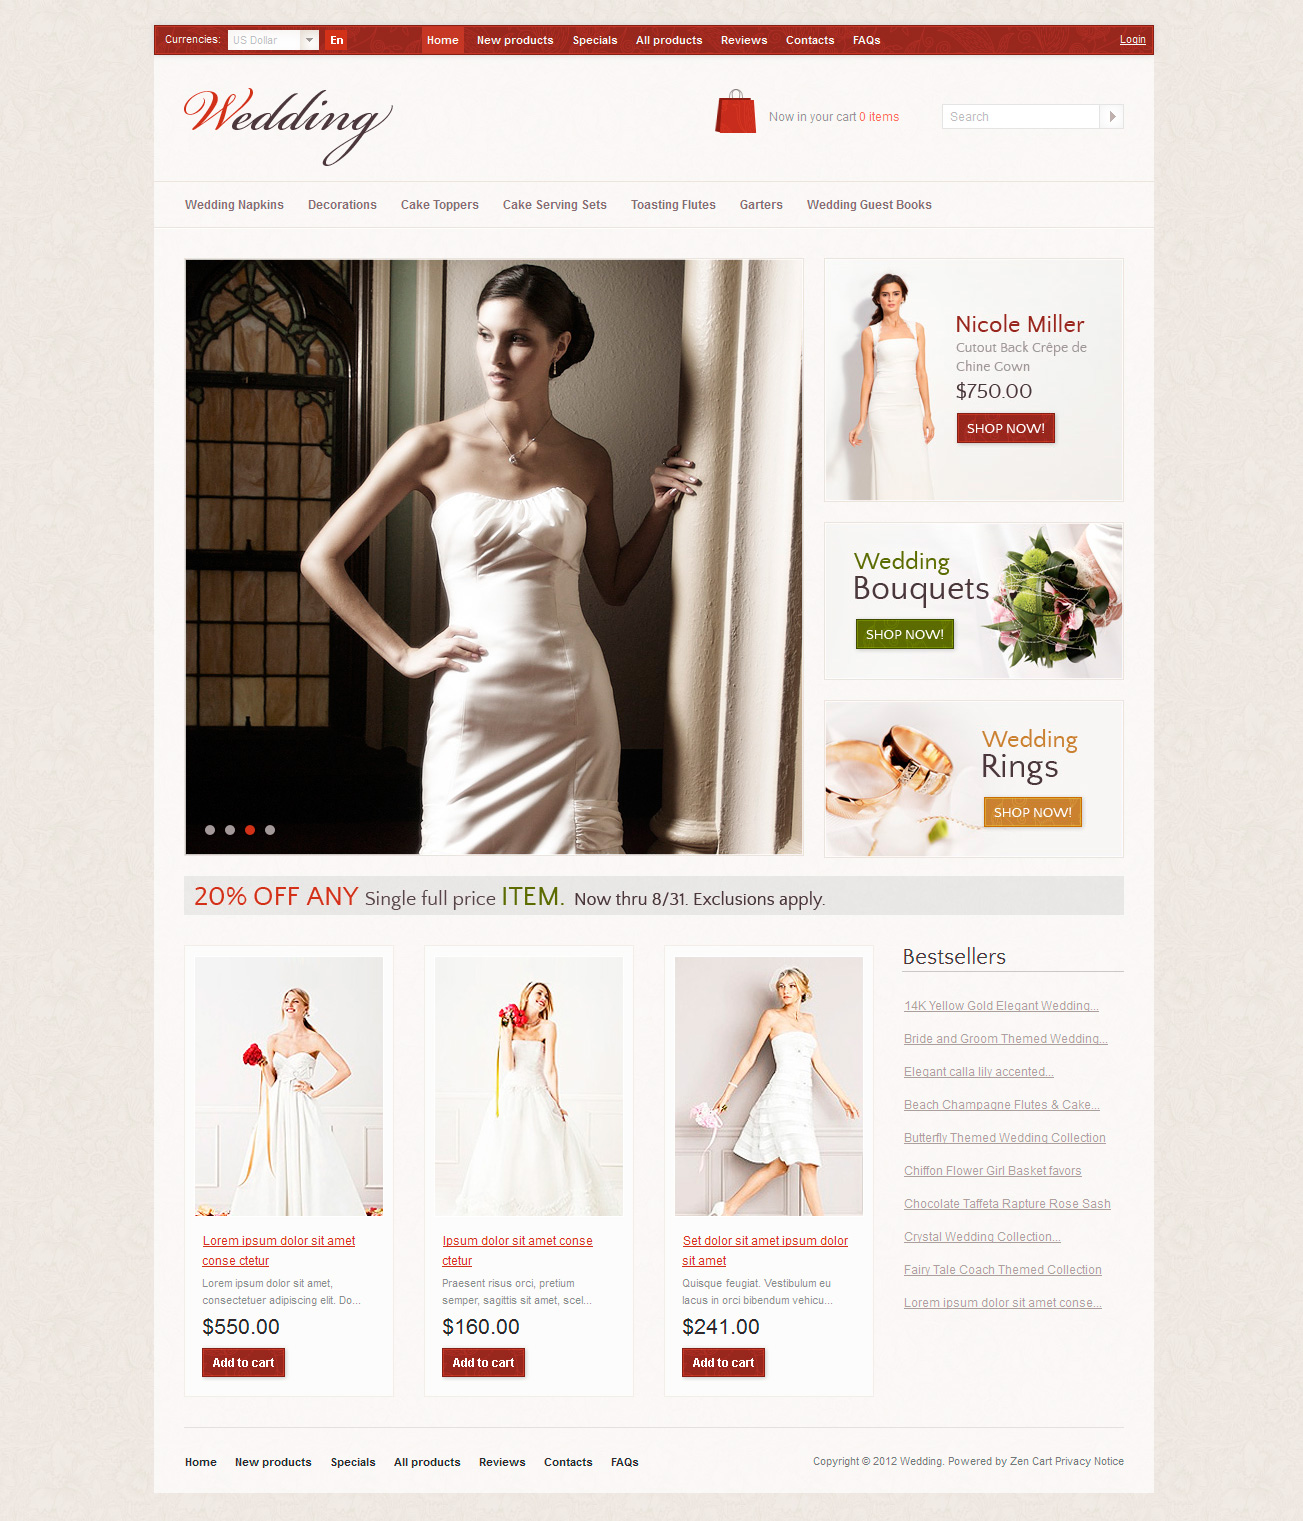 Currencies: US Dollar En Home New products Specials All products Reviews Contacts FAQs Login
Wedding
Now in your cart 0 items
Search
Wedding Napkins Decorations Cake Toppers Cake Serving Sets Toasting Flutes Garters Wedding Guest Books
Nicole Miller
Cutout Back Crêpe de
Chine Gown
$750.00
SHOP NOW!
Wedding
Bouquets
SHOP NOW!
Wedding
Rings
SHOP NOW!
20% OFF ANY Single full price ITEM. Now thru 8/31. Exclusions apply.
Lorem ipsum dolor sit amet
conse ctetur
Lorem ipsum dolor sit amet,
consectetuer adipiscing elit. Do...
$550.00
Add to cart
Ipsum dolor sit amet conse
ctetur
Praesent risus orci, pretium
semper, sagittis sit amet, scel...
$160.00
Add to cart
Set dolor sit amet ipsum dolor
sit amet
Quisque feugiat. Vestibulum eu
lacus in orci bibendum vehicu...
$241.00
Add to cart
Bestsellers
14K Yellow Gold Elegant Wedding...
Bride and Groom Themed Wedding...
Elegant calla lily accented...
Beach Champagne Flutes & Cake...
Butterfly Themed Wedding Collection
Chiffon Flower Girl Basket favors
Chocolate Taffeta Rapture Rose Sash
Crystal Wedding Collection...
Fairy Tale Coach Themed Collection
Lorem ipsum dolor sit amet conse...
Home New products Specials All products Reviews Contacts FAQs
Copyright © 2012 Wedding. Powered by Zen Cart Privacy Notice